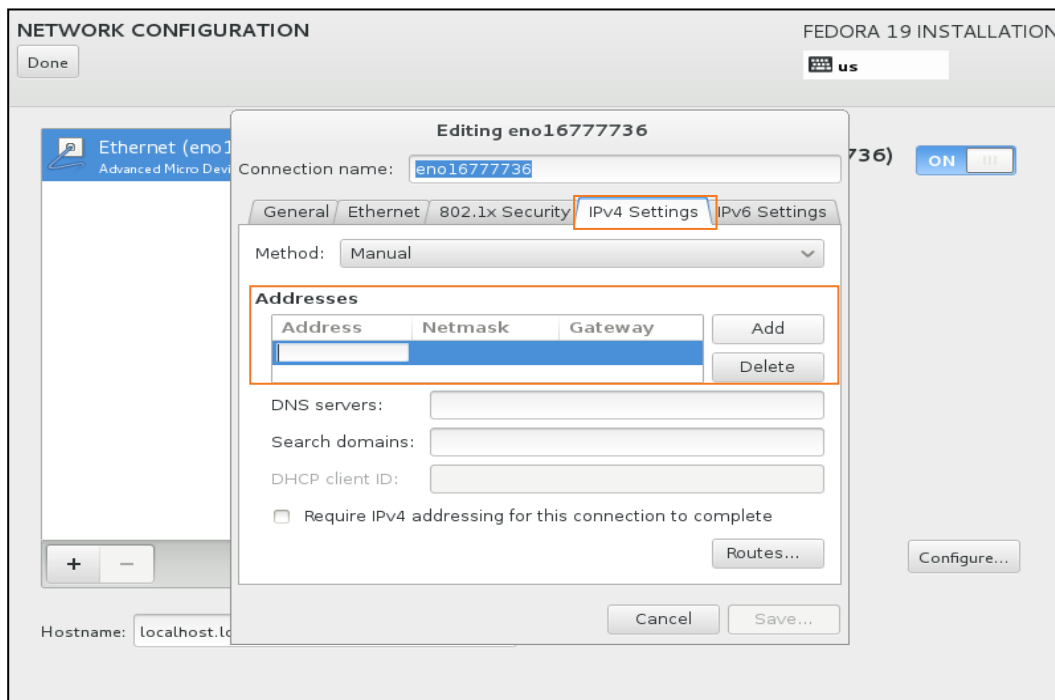 NETWORK CONFIGURATION
FEDORA 19 INSTALLATION
Done
us
Editing eno16777736
Ethernet (eno1
Advanced Micro Devi
736)
ON
Connection name: eno16777736
General Ethernet 802.1x Security IPv4 Settings IPv6 Settings
Method: Manual
Addresses
Address Netmask Gateway
Add
Delete
DNS servers:
Search domains:
DHCP client ID:
Require IPv4 addressing for this connection to complete
Routes...
+ −
Configure...
Cancel Save...
Hostname: localhost.lo